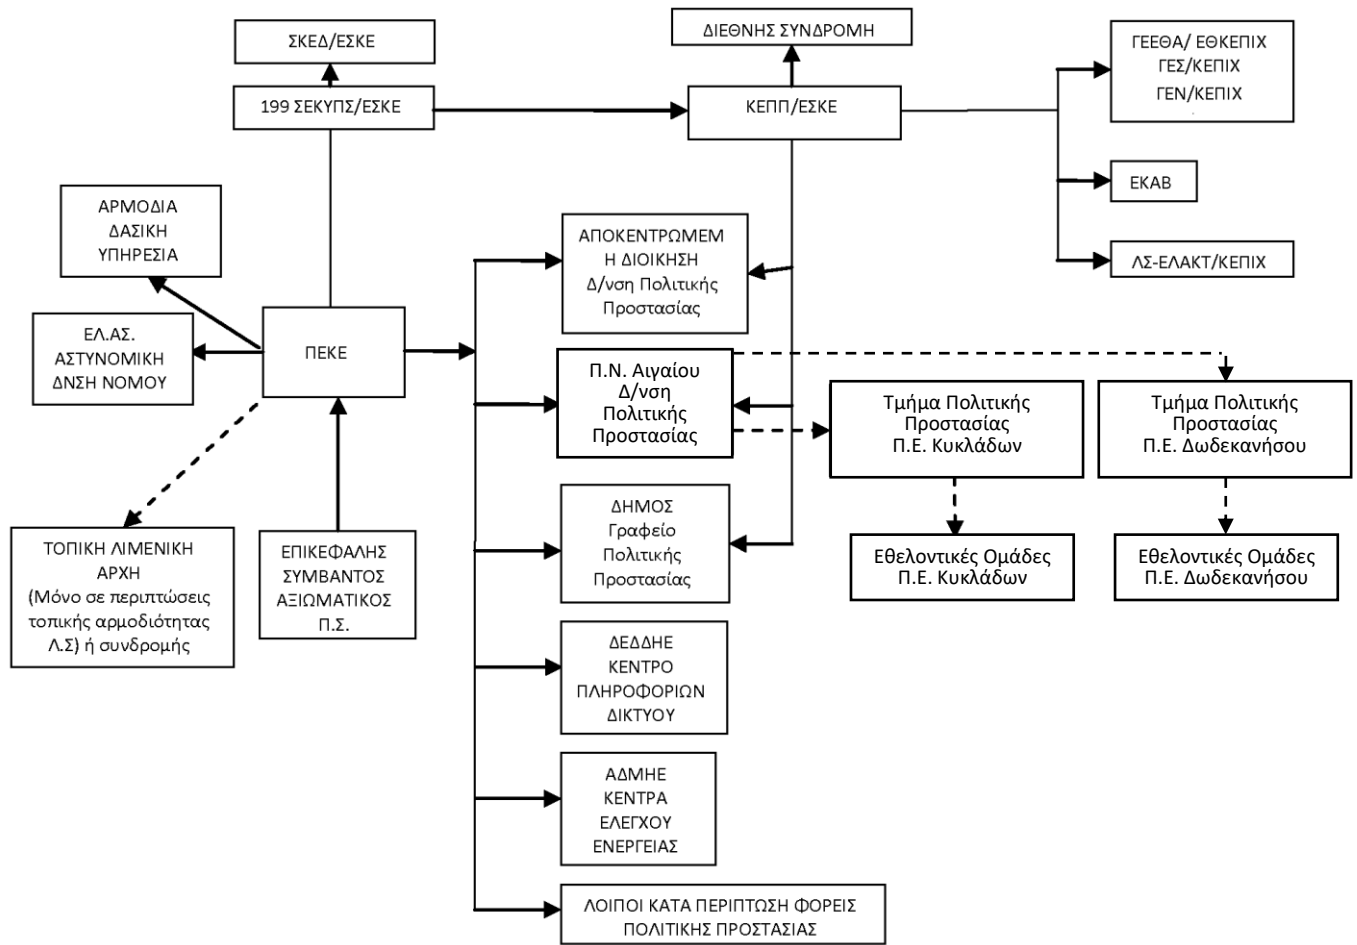 ΣΚΕΔ/ΕΣΚΕ
ΔΙΕΘΝΗΣ ΣΥΝΔΡΟΜΗ
ΓΕΕΘΑ/ ΕΘΚΕΠΙΧ
ΓΕΣ/ΚΕΠΙΧ
ΓΕΝ/ΚΕΠΙΧ
199 ΣΕΚΥΠΣ/ΕΣΚΕ
ΚΕΠΠ/ΕΣΚΕ
ΕΚΑΒ
ΛΣ-ΕΛΑΚΤ/ΚΕΠΙΧ
ΑΡΜΟΔΙΑ
ΔΑΣΙΚΗ
ΥΠΗΡΕΣΙΑ
ΑΠΟΚΕΝΤΡΩΜΕΜ
Η ΔΙΟΙΚΗΣΗ
Δ/νση Πολιτικής
Προστασίας
ΕΛ.ΑΣ.
ΑΣΤΥΝΟΜΙΚΗ
ΔΝΣΗ ΝΟΜΟΥ
ΠΕΚΕ
Π.Ν. Αιγαίου
Δ/νση
Πολιτικής
Προστασίας
Τμήμα Πολιτικής
Προστασίας
Π.Ε. Κυκλάδων
Τμήμα Πολιτικής
Προστασίας
Π.Ε. Δωδεκανήσου
ΤΟΠΙΚΗ ΛΙΜΕΝΙΚΗ
ΑΡΧΗ
(Μόνο σε περιπτώσεις
τοπικής αρμοδιότητας
Λ.Σ) ή συνδρομής
ΕΠΙΚΕΦΑΛΗΣ
ΣΥΜΒΑΝΤΟΣ
ΑΞΙΩΜΑΤΙΚΟΣ
Π.Σ.
ΔΗΜΟΣ
Γραφείο
Πολιτικής
Προστασίας
Εθελοντικές Ομάδες
Π.Ε. Κυκλάδων
Εθελοντικές Ομάδες
Π.Ε. Δωδεκανήσου
ΔΕΔΔΗΕ
ΚΕΝΤΡΟ
ΠΛΗΡΟΦΟΡΙΩΝ
ΔΙΚΤΥΟΥ
ΑΔΜΗΕ
ΚΕΝΤΡΑ
ΕΛΕΓΧΟΥ
ΕΝΕΡΓΕΙΑΣ
ΛΟΙΠΟΙ ΚΑΤΑ ΠΕΡΙΠΤΩΣΗ ΦΟΡΕΙΣ
ΠΟΛΙΤΙΚΗΣ ΠΡΟΣΤΑΣΙΑΣ